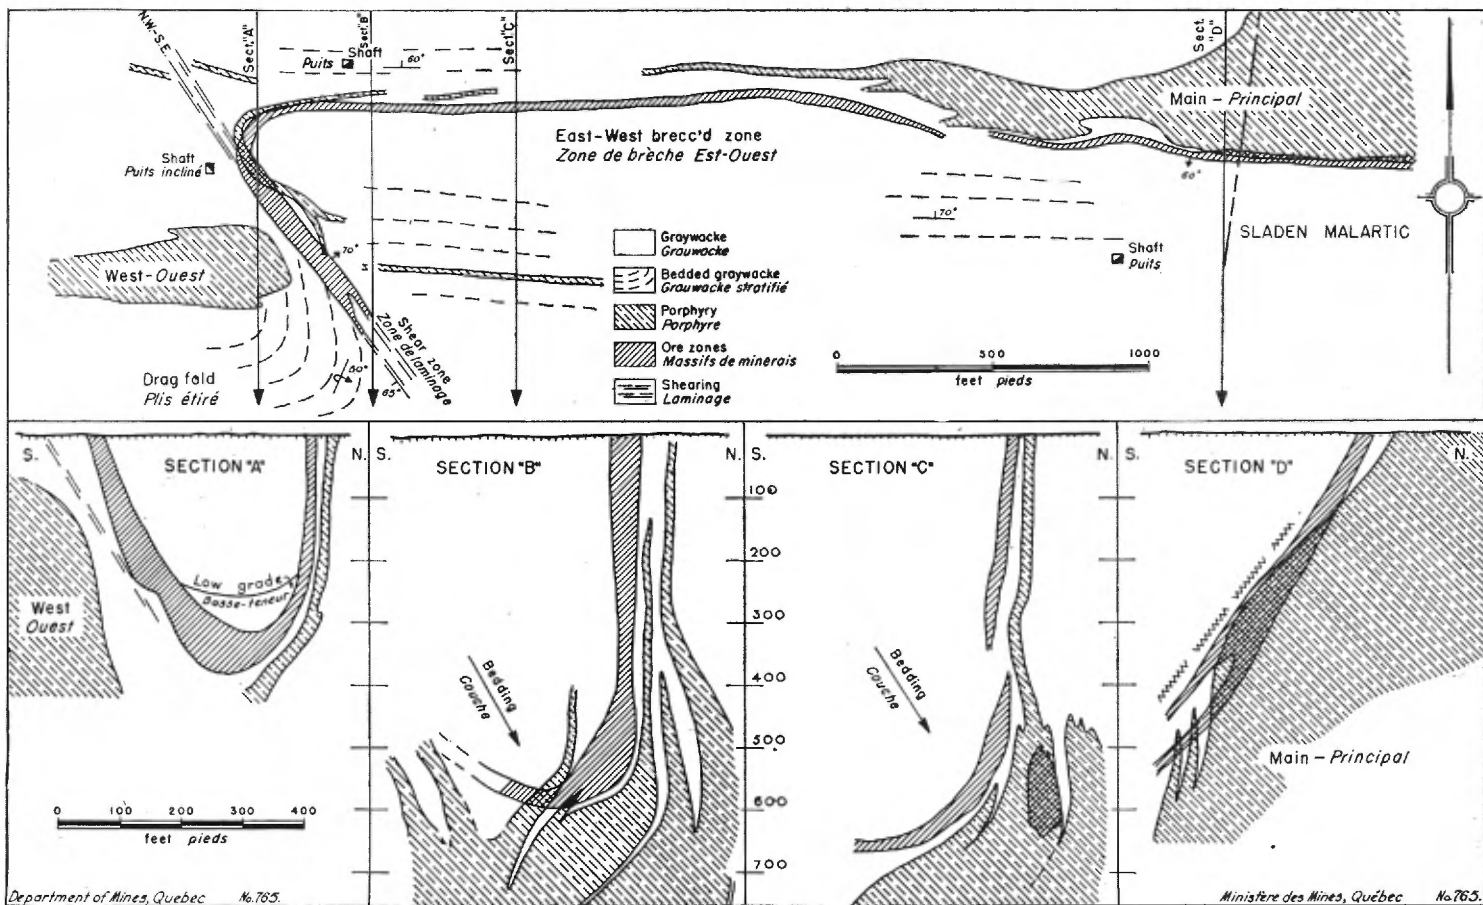 N.W.-S.E.
Sect."A"
Sect."B"
Sect."C"
Sect. "D"
Shaft
Puits
60°
Main - Principal
East-West brecc'd zone
Zone de brèche Est-Ouest
Shaft
Puits incliné
60°
70°
West-Ouest
70°
SLADEN MALARTIC
Shaft
Puits
Graywacke
Grauwacke
Bedded graywacke
Grauwacke stratifié
Porphyry
Porphyre
Ore zones
Massifs de minerais
Shearing
Laminage
Shear zone
Zone de laminage
Drag fold
Plis étiré
65°
0 500 1000
feet pieds
S. N.
SECTION "A"
Low grade
Basse-teneur
West
Ouest
0 100 200 300 400
feet pieds
S. N.
SECTION "B"
Bedding
Couche
S. N.
SECTION "C"
100
200
300
400
500
600
700
Bedding
Couche
S. N.
SECTION "D"
Main - Principal
Department of Mines, Quebec No.765.
Ministère des Mines, Québec No.765.